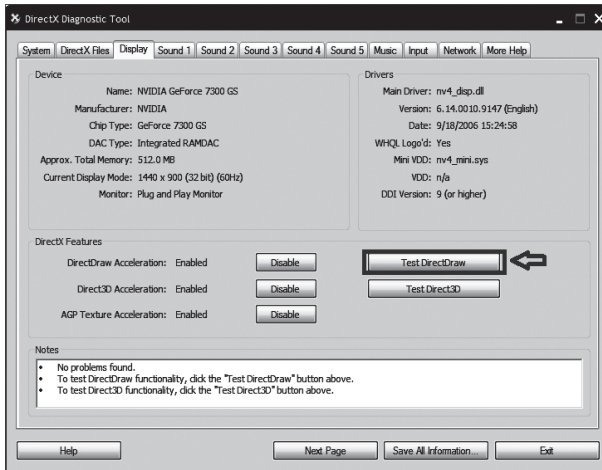 DirectX Diagnostic Tool
System DirectX Files Display Sound 1 Sound 2 Sound 3 Sound 4 Sound 5 Music Input Network More Help
Device
Name: NVIDIA GeForce 7300 GS
Manufacturer: NVIDIA
Chip Type: GeForce 7300 GS
DAC Type: Integrated RAMDAC
Approx. Total Memory: 512.0 MB
Current Display Mode: 1440 x 900 (32 bit) (60Hz)
Monitor: Plug and Play Monitor
Drivers
Main Driver: nv4_disp.dll
Version: 6.14.0010.9147 (English)
Date: 9/18/2006 15:24:58
WHQL Logo'd: Yes
Mini VDD: nv4_mini.sys
VDD: n/a
DDI Version: 9 (or higher)
DirectX Features
DirectDraw Acceleration: Enabled Disable Test DirectDraw
Direct3D Acceleration: Enabled Disable Test Direct3D
AGP Texture Acceleration: Enabled Disable
Notes
• No problems found.
• To test DirectDraw functionality, click the "Test DirectDraw" button above.
• To test Direct3D functionality, click the "Test Direct3D" button above.
Help Next Page Save All Information... Exit